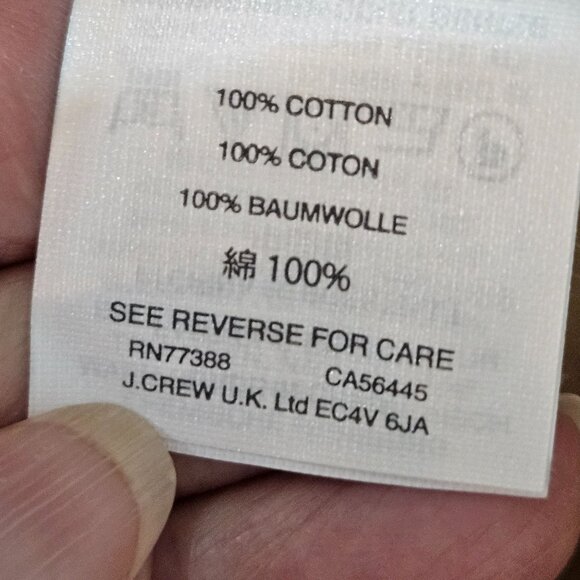 100% COTTON
100% COTON
100% BAUMWOLLE
綿 100%
SEE REVERSE FOR CARE
RN77388 CA56445
J.CREW U.K. Ltd EC4V 6JA